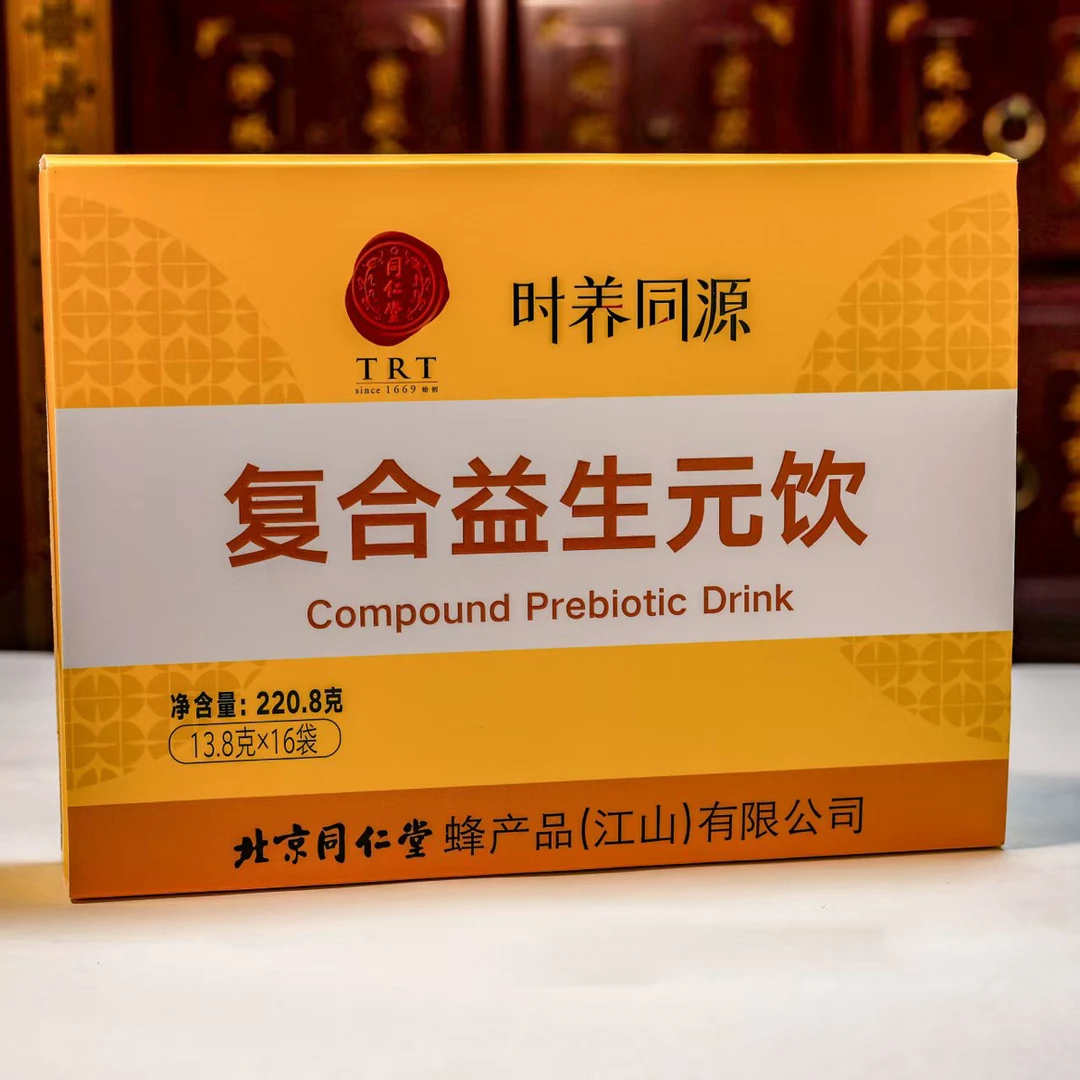 同仁堂
TRT
since 1669 始创
时养同源
复合益生元饮
Compound Prebiotic Drink
净含量：220.8克
13.8克×16袋
北京同仁堂蜂产品(江山)有限公司